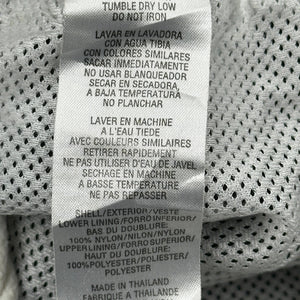 TUMBLE DRY LOW
DO NOT IRON
LAVAR EN LAVADORA
CON AGUA TIBIA
CON COLORES SIMILARES
SACAR INMEDIATAMENTE
NO USAR BLANQUEADOR
SECAR EN SECADORA,
A BAJA TEMPERATURA
NO PLANCHAR
LAVER EN MACHINE
A L'EAU TIEDE
AVEC COULEURS SIMILAIRES
RETIRER RAPIDEMENT
NE PAS UTILISER D'EAU DE JAVEL
SECHAGE EN MACHINE
A BASSE TEMPERATURE
NE PAS REPASSER
SHELL/EXTERIOR/VESTE
LOWER LINING/FORRO INFERIOR/
BAS DU DOUBLURE:
100% NYLON/NILON/NYLON
UPPER LINING/FORRO SUPERIOR/
HAUT DU DOUBLURE:
100%POLYESTER/POLIESTER/
POLYESTER
MADE IN THAILAND
FABRIQUE A THAILANDE